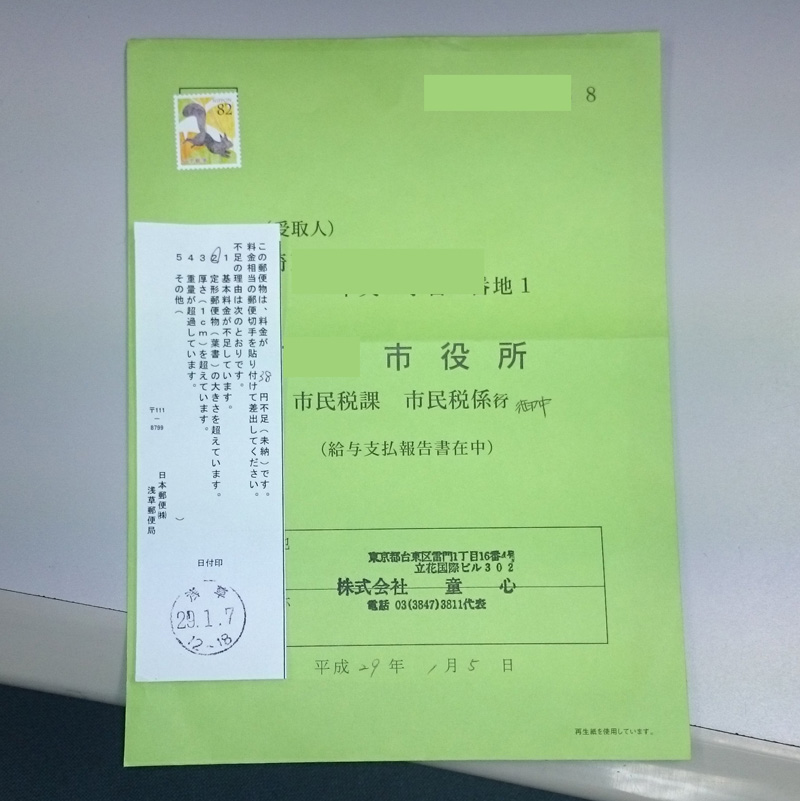 82
8
(受取人)
番地1
市役所
市民税課 市民税係行 御中
(給与支払報告書在中)
東京都台東区雷門1丁目16番4号
立花国際ビル302
株式会社 童心
電話 03(3847)3811代表
平成29年1月5日
再生紙を使用しています。
この郵便物は、料金が 38 円不足(未納)です。
料金相当の郵便切手を貼り付けて差出してください。
不足の理由は次のとおりです。
1 基本料金が不足しています。
2 定形郵便物(葉書)の大きさを超えています。
3 厚さ(1cm)を超えています。
4 重量が超過しています。
5 その他( )
〒111-8799
日本郵便㈱
浅草郵便局
日付印
浅草
29.1.7
12-18